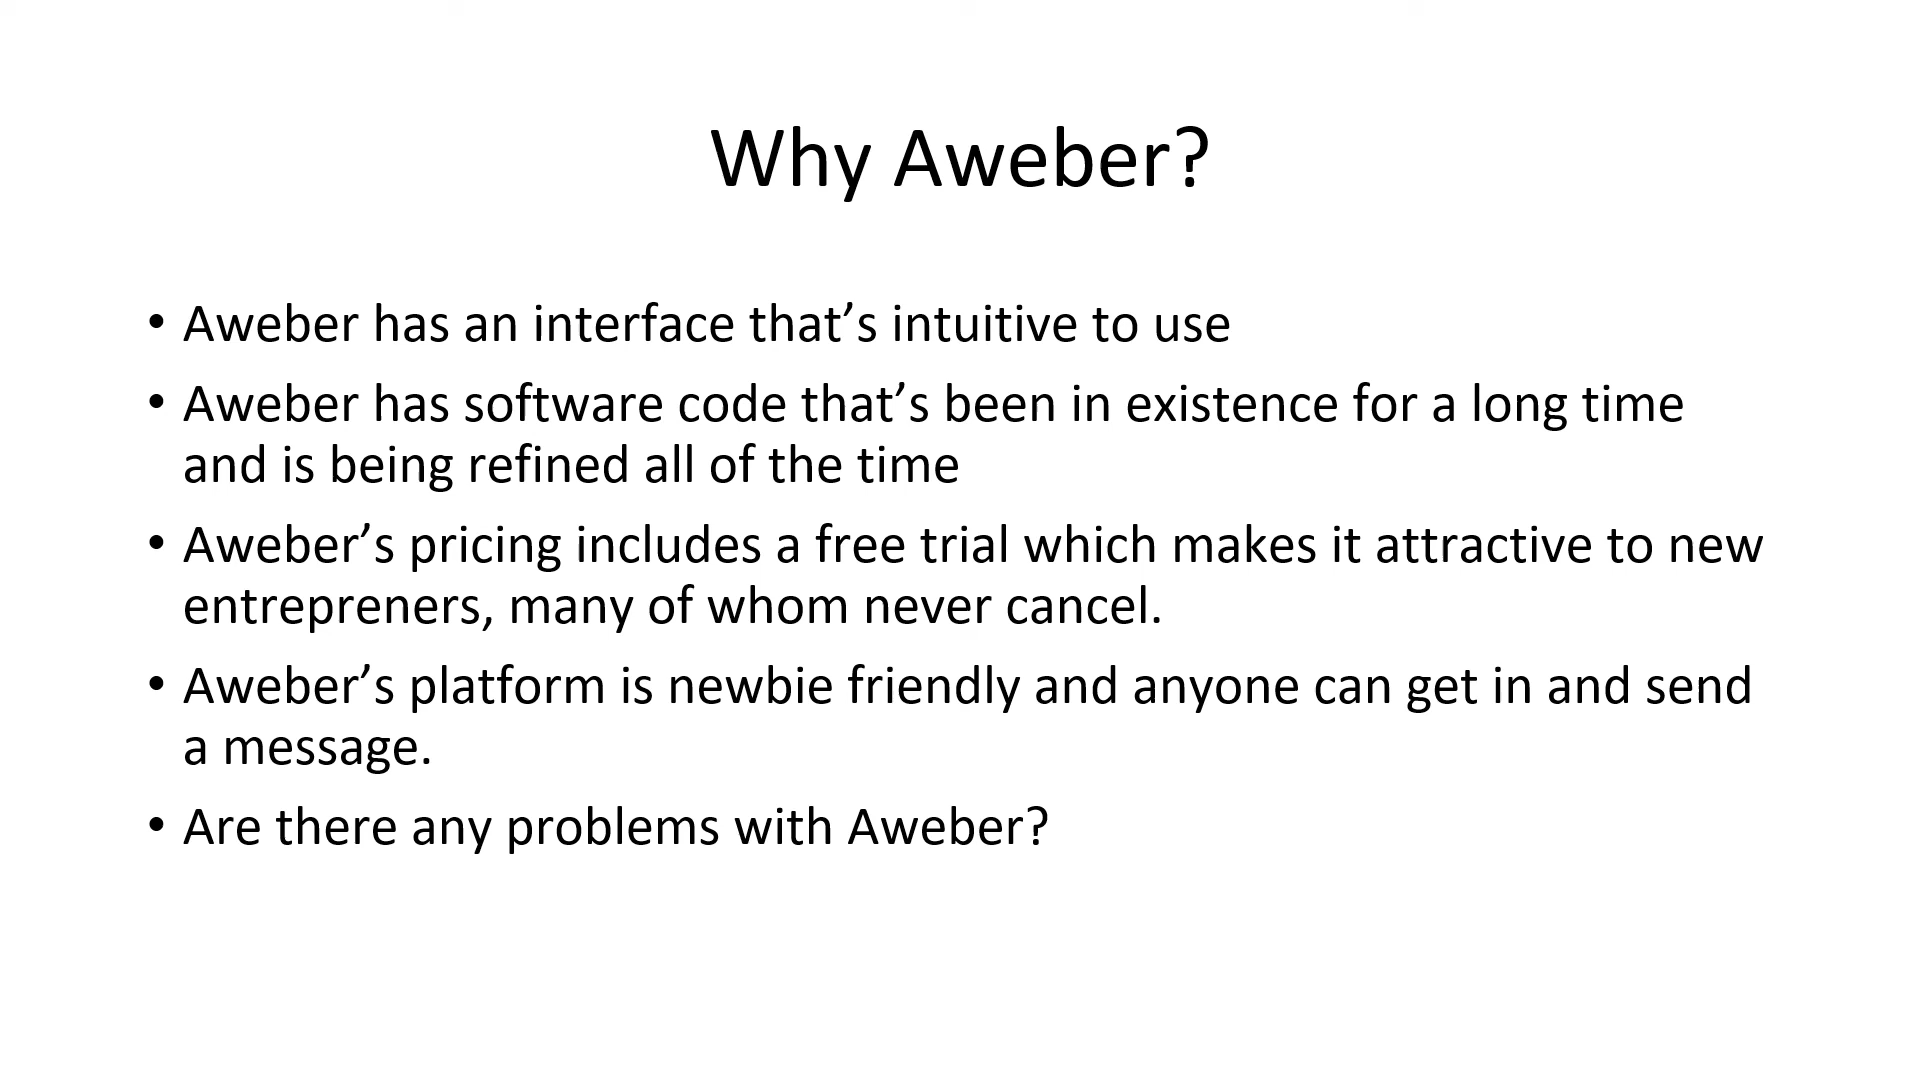 Why Aweber?
• Aweber has an interface that’s intuitive to use
• Aweber has software code that’s been in existence for a long time
and is being refined all of the time
• Aweber’s pricing includes a free trial which makes it attractive to new
entrepreners, many of whom never cancel.
• Aweber’s platform is newbie friendly and anyone can get in and send
a message.
• Are there any problems with Aweber?